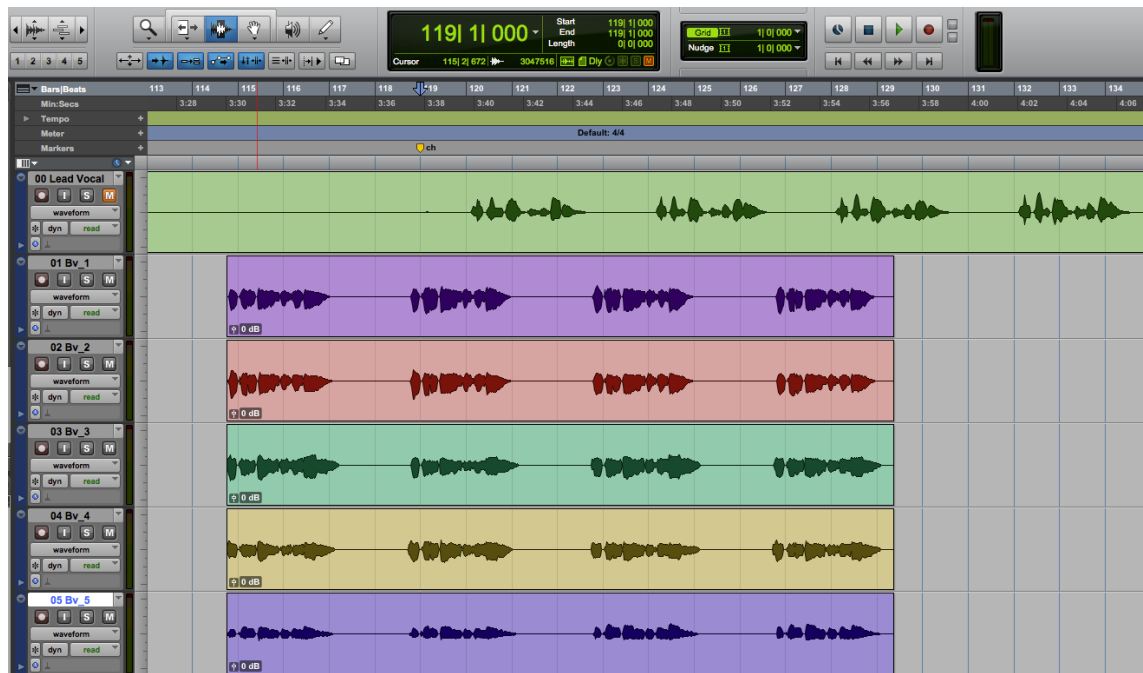 1 2 3 4 5
119| 1| 000
Start 119| 1| 000
End 119| 1| 000
Length 0| 0| 000
Cursor 115| 2| 672 3047516 Dly S M
Grid 1| 0| 000
Nudge 1| 0| 000
Bars|Beats 113 114 115 116 117 118 119 120 121 122 123 124 125 126 127 128 129 130 131 132 133 134
Min:Secs 3:28 3:30 3:32 3:34 3:36 3:38 3:40 3:42 3:44 3:46 3:48 3:50 3:52 3:54 3:56 3:58 4:00 4:02 4:04 4:06
Tempo +
Meter + Default: 4/4
Markers + ch
00 Lead Vocal
I S M
waveform
dyn read
01 Bv_1
I S M
waveform
dyn read
0 dB
02 Bv_2
I S M
waveform
dyn read
0 dB
03 Bv_3
I S M
waveform
dyn read
0 dB
04 Bv_4
I S M
waveform
dyn read
0 dB
05 Bv_5
I S M
waveform
dyn read
0 dB